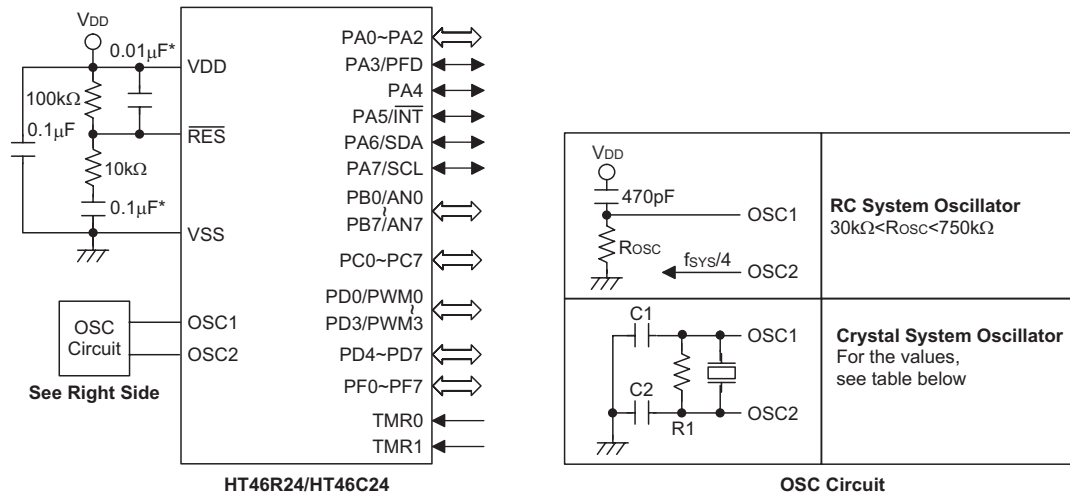 VDD
0.01μF*
VDD
100kΩ
0.1μF
RES
10kΩ
0.1μF*
VSS
OSC
Circuit
OSC1
OSC2
See Right Side
PA0~PA2
PA3/PFD
PA4
PA5/INT
PA6/SDA
PA7/SCL
PB0/AN0
~
PB7/AN7
PC0~PC7
PD0/PWM0
~
PD3/PWM3
PD4~PD7
PF0~PF7
TMR0
TMR1
HT46R24/HT46C24
VDD
470pF
OSC1
ROSC
fSYS/4
OSC2
RC System Oscillator
30kΩ<ROSC<750kΩ
C1
OSC1
C2
OSC2
R1
Crystal System Oscillator
For the values,
see table below
OSC Circuit